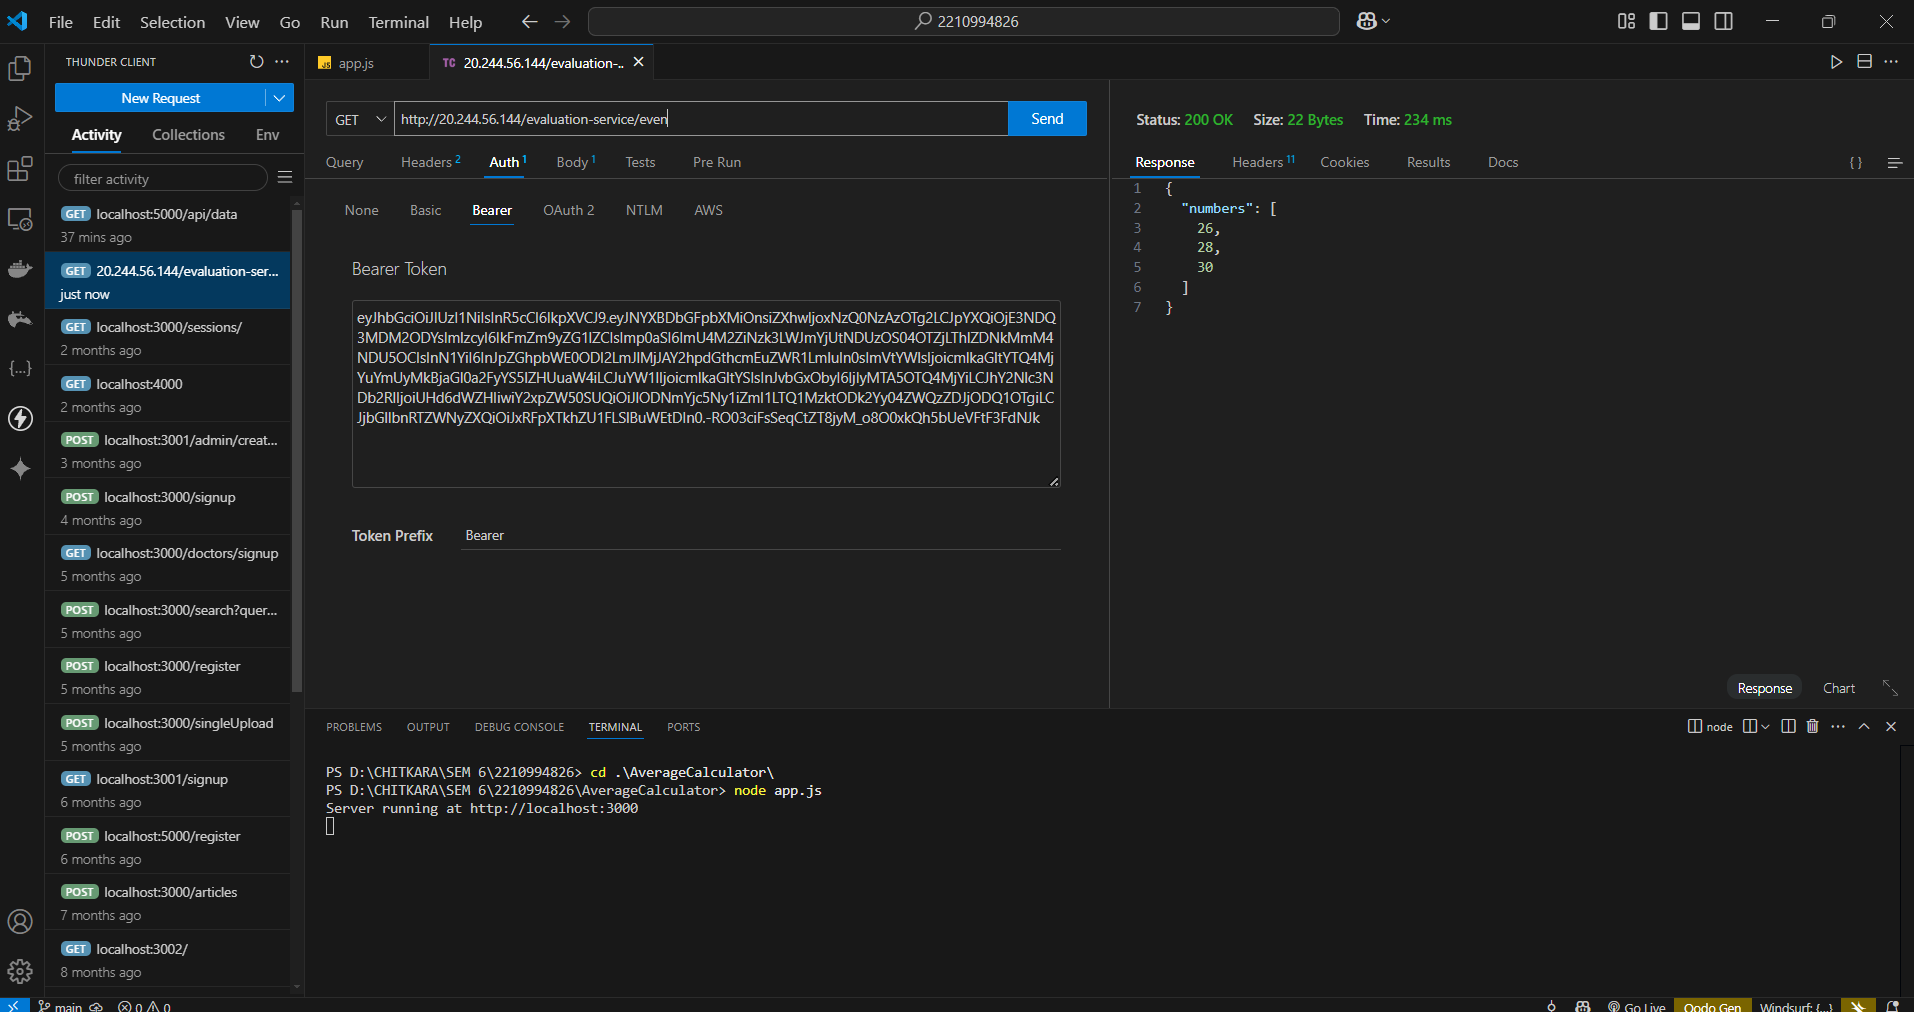 File Edit Selection View Go Run Terminal Help
2210994826
THUNDER CLIENT
New Request
Activity Collections Env
filter activity
GET localhost:5000/api/data
37 mins ago
GET 20.244.56.144/evaluation-ser...
just now
GET localhost:3000/sessions/
2 months ago
GET localhost:4000
2 months ago
POST localhost:3001/admin/creat...
3 months ago
POST localhost:3000/signup
4 months ago
GET localhost:3000/doctors/signup
5 months ago
POST localhost:3000/search?quer...
5 months ago
POST localhost:3000/register
5 months ago
POST localhost:3000/singleUpload
5 months ago
GET localhost:3001/signup
6 months ago
POST localhost:5000/register
6 months ago
POST localhost:3000/articles
7 months ago
GET localhost:3002/
8 months ago
JS app.js
TC 20.244.56.144/evaluation-..
GET http://20.244.56.144/evaluation-service/even Send
Query Headers 2 Auth 1 Body 1 Tests Pre Run
None Basic Bearer OAuth 2 NTLM AWS
Bearer Token
Token Prefix Bearer
Status: 200 OK Size: 22 Bytes Time: 234 ms
Response Headers 11 Cookies Results Docs { }
1 {
2 "numbers": [
3 26,
4 28,
5 30
6 ]
7 }
Response Chart
PROBLEMS OUTPUT DEBUG CONSOLE TERMINAL PORTS
node
PS D:\CHITKARA\SEM 6\2210994826> cd .\AverageCalculator\
PS D:\CHITKARA\SEM 6\2210994826\AverageCalculator> node app.js
Server running at http://localhost:3000
main 0 0
Go Live Qodo Gen Windsurf: {...}